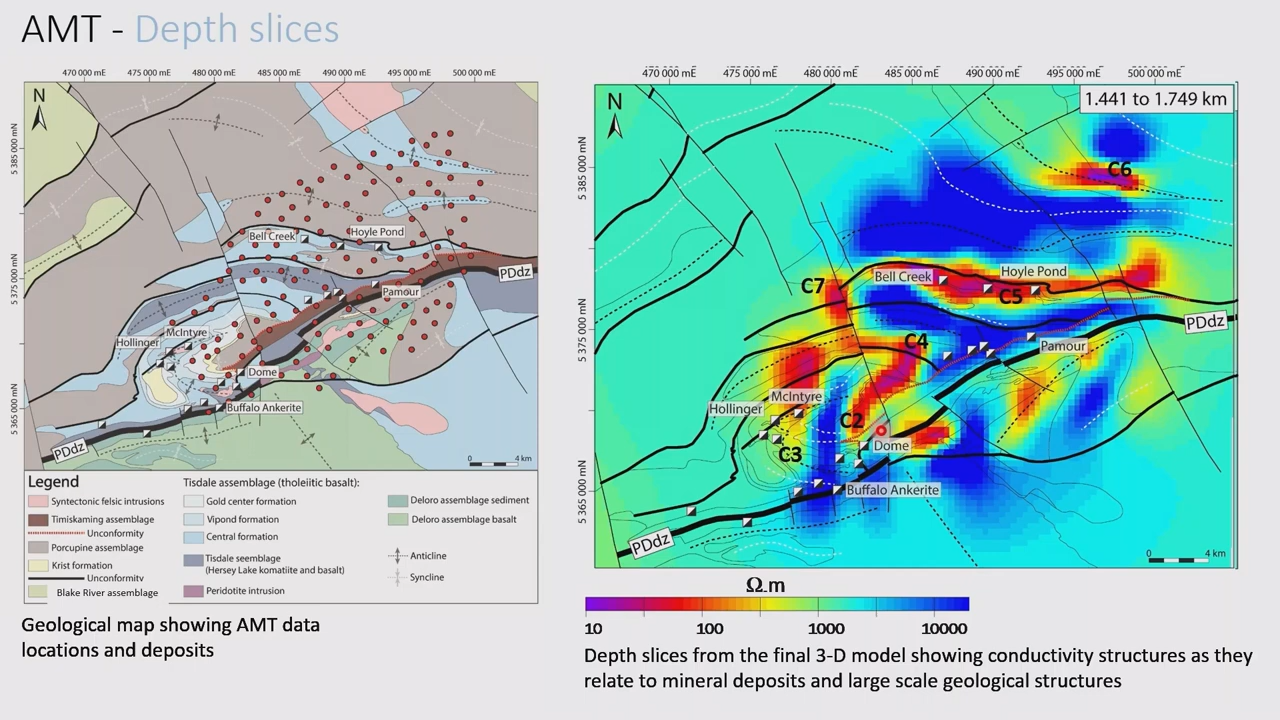 AMT - Depth slices
470 000 mE 475 000 mE 480 000 mE 485 000 mE 490 000 mE 495 000 mE 500 000 mE
N
5 385 000 mN
5 375 000 mN
5 365 000 mN
Bell Creek
Hoyle Pond
PDdz
Pamour
McIntyre
Hollinger
Dome
Buffalo Ankerite
PDdz
0 4 km
Legend
Syntectonic felsic intrusions
Timiskaming assemblage
Unconformity
Porcupine assemblage
Krist formation
Unconformity
Blake River assemblage
Tisdale assemblage (tholeiitic basalt):
Gold center formation
Vipond formation
Central formation
Tisdale seemblage
(Hersey Lake komatiite and basalt)
Peridotite intrusion
Deloro assemblage sediment
Deloro assemblage basalt
Anticline
Syncline
Geological map showing AMT data
locations and deposits
470 000 mE 475 000 mE 480 000 mE 485 000 mE 490 000 mE 495 000 mE 500 000 mE
N
1.441 to 1.749 km
5 385 000 mN
5 375 000 mN
5 365 000 mN
C6
Bell Creek
Hoyle Pond
C7
C5
PDdz
C4
Pamour
McIntyre
Hollinger
C2
Dome
C3
Buffalo Ankerite
PDdz
0 4 km
Ω.m
10 100 1000 10000
Depth slices from the final 3-D model showing conductivity structures as they
relate to mineral deposits and large scale geological structures